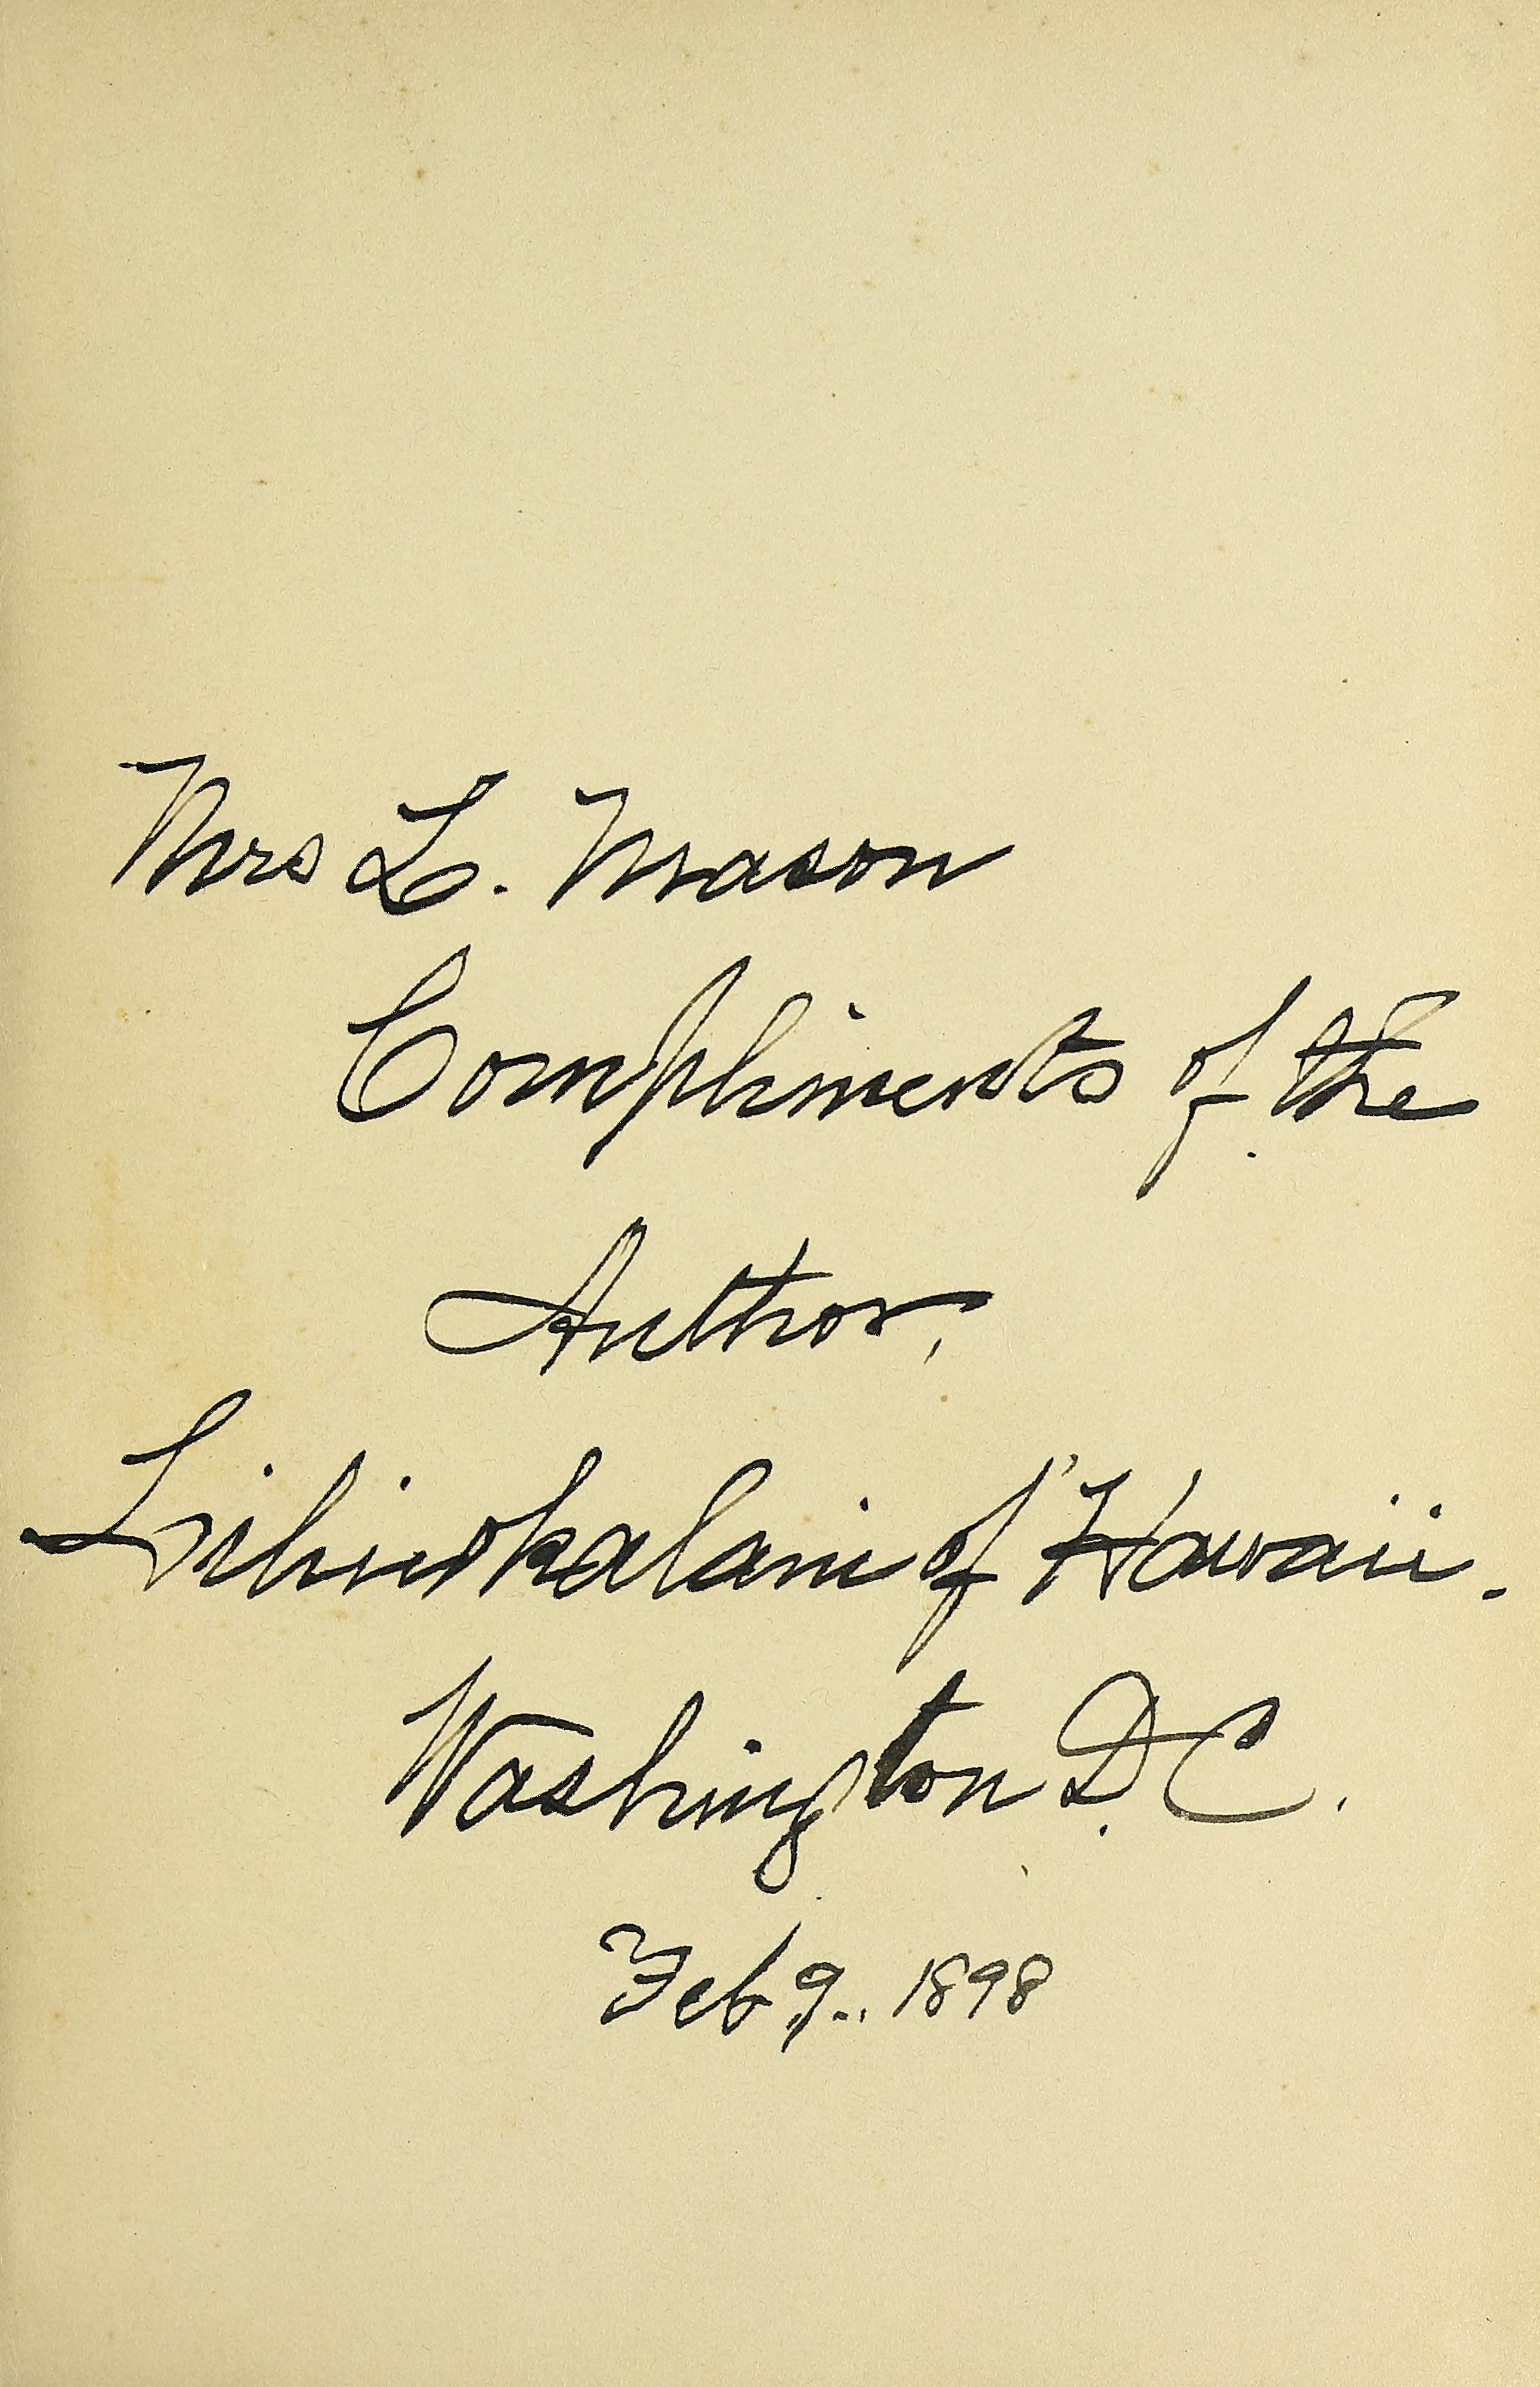 Mrs L. Mason
Compliments of the
Author.
Liliuokalani of Hawaii.
Washington D.C.
Feb 9., 1898